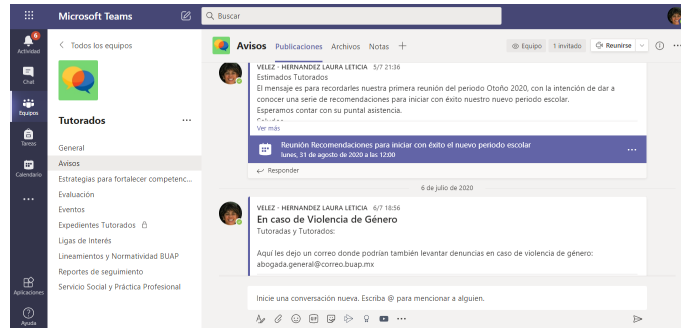 Microsoft Teams
Buscar
6
Actividad
Chat
Equipos
Tareas
Calendario
Aplicaciones
Ayuda
Todos los equipos
Tutorados
General
Avisos
Estrategias para fortalecer competenc...
Evaluación
Eventos
Expedientes Tutorados
Ligas de Interés
Lineamientos y Normatividad BUAP
Reportes de seguimiento
Servicio Social y Práctica Profesional
Avisos Publicaciones Archivos Notas
Equipo 1 invitado Reunirse
VELEZ - HERNANDEZ LAURA LETICIA 5/7 21:36
Estimados Tutorados
El mensaje es para recordarles nuestra primera reunión del periodo Otoño 2020, con la intención de dar a
conocer una serie de recomendaciones para iniciar con éxito nuestro nuevo periodo escolar.
Esperamos contar con su puntal asistencia.
Ver más
Reunión Recomendaciones para iniciar con éxito el nuevo periodo escolar
lunes, 31 de agosto de 2020 a las 12:00
Responder
6 de julio de 2020
VELEZ - HERNANDEZ LAURA LETICIA 6/7 18:56
En caso de Violencia de Género
Tutoradas y Tutorados:
Aquí les dejo un correo donde podrían también levantar denuncias en caso de violencia de género:
abogada.general@correo.buap.mx
Inicie una conversación nueva. Escriba @ para mencionar a alguien.